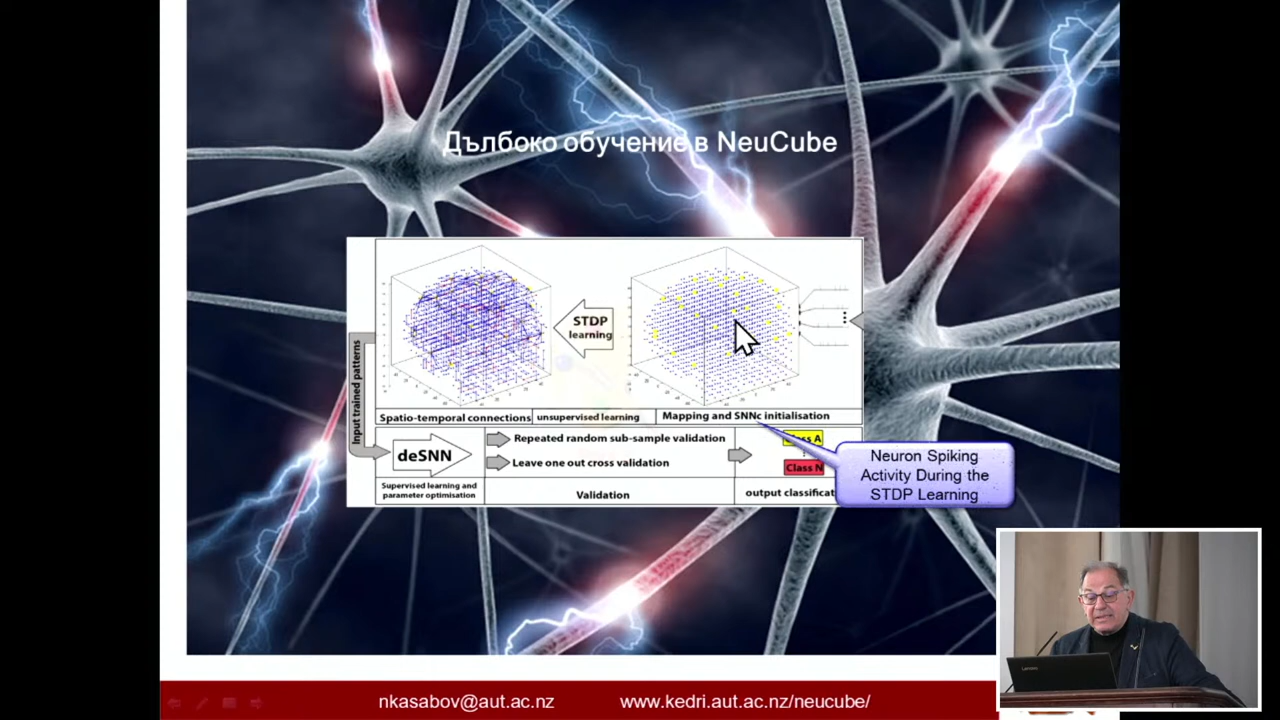 Дълбоко обучение в NeuCube
STDP
learning
Input trained patterns
Spatio-temporal connections
unsupervised learning
Mapping and SNNc initialisation
deSNN
Repeated random sub-sample validation
Leave one out cross validation
Class N
Supervised learning and
parameter optimisation
Validation
output
Neuron Spiking
Activity During the
STDP Learning
Lenovo
nkasabov@aut.ac.nz
www.kedri.aut.ac.nz/neucube/